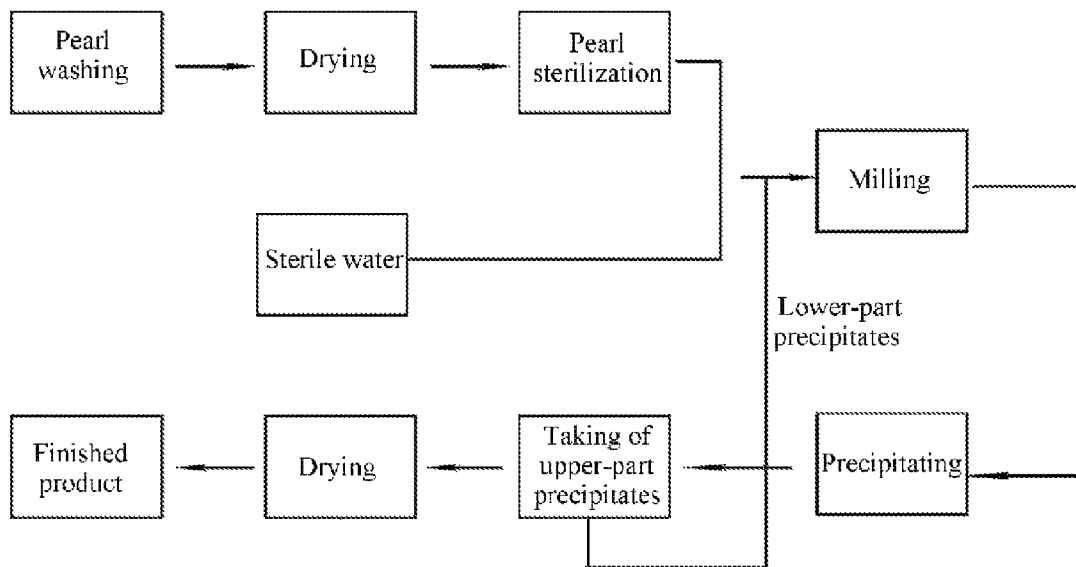 Pearl
washing
Drying
Pearl
sterilization
Milling
Sterile water
Lower-part
precipitates
Finished
product
Drying
Taking of
upper-part
precipitates
Precipitating